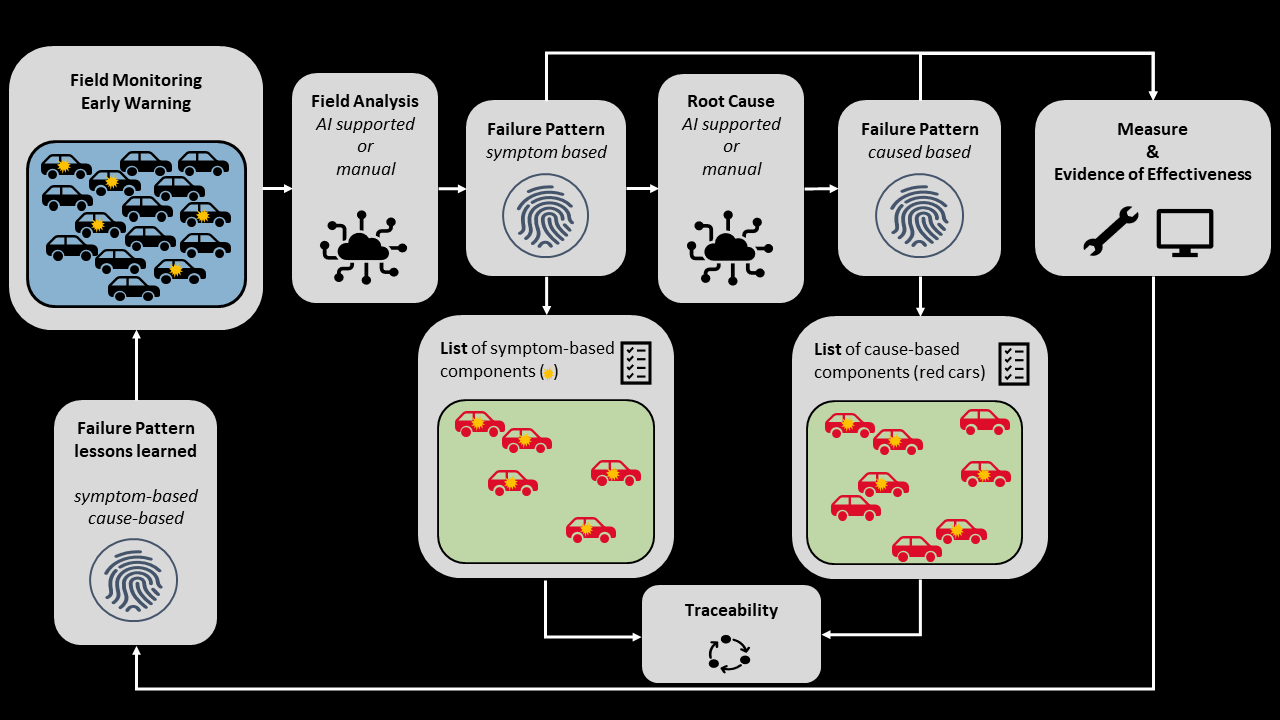 Field Monitoring
Early Warning
Field Analysis
AI supported
or
manual
Failure Pattern
symptom based
Root Cause
AI supported
or
manual
Failure Pattern
caused based
Measure
&
Evidence of Effectiveness
List of symptom-based
components ( )
List of cause-based
components (red cars)
Failure Pattern
lessons learned
symptom-based
cause-based
Traceability